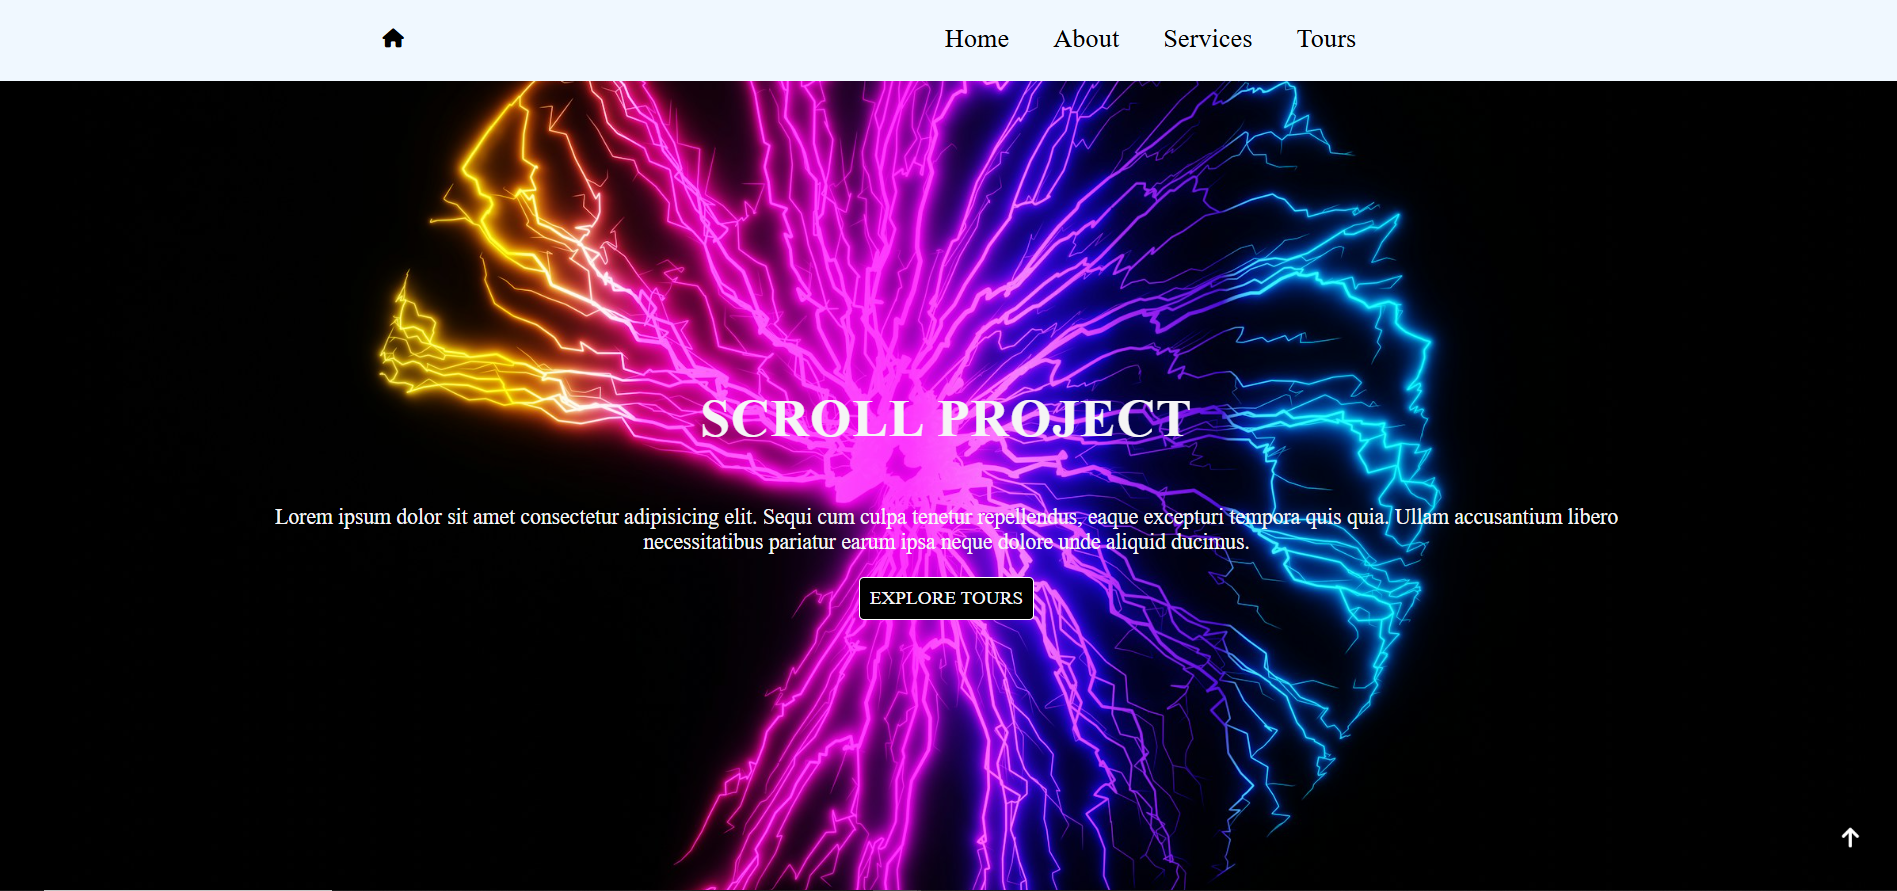 Home About Services Tours
SCROLL PROJECT
Lorem ipsum dolor sit amet consectetur adipisicing elit. Sequi cum culpa tenetur repellendus, eaque excepturi tempora quis quia. Ullam accusantium libero
necessitatibus pariatur earum ipsa neque dolore unde aliquid ducimus.
EXPLORE TOURS